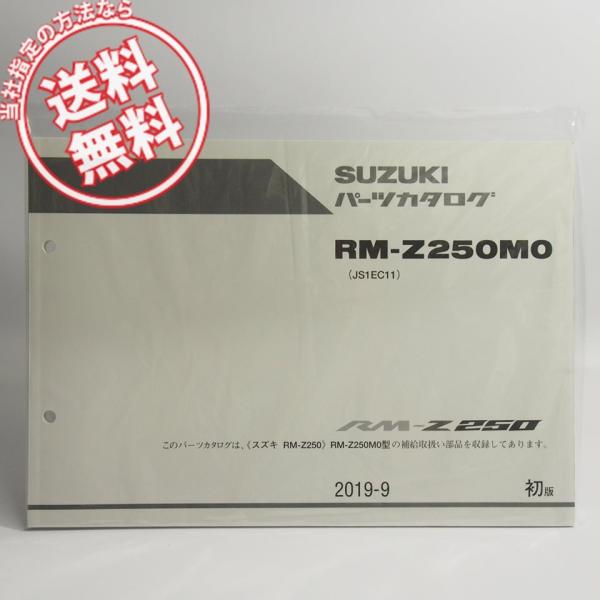 当社指定の方法なら
送料
無料
SUZUKI
パーツカタログ
RM-Z250M0
(JS1EC11)
RM-Z250
このパーツカタログは、《スズキ RM-Z250》 RM-Z250M0型の補給取扱い部品を収録してあります。
2019-9
初版